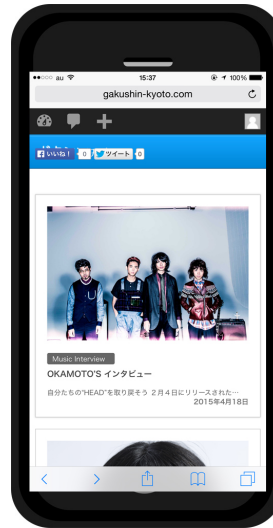 au 15:37 100%
gakushin-kyoto.com
いいね！ 0 ツイート 0
Music Interview
OKAMOTO'S インタビュー
自分たちの"HEAD"を取り戻そう ２月４日にリリースされた…
2015年4月18日